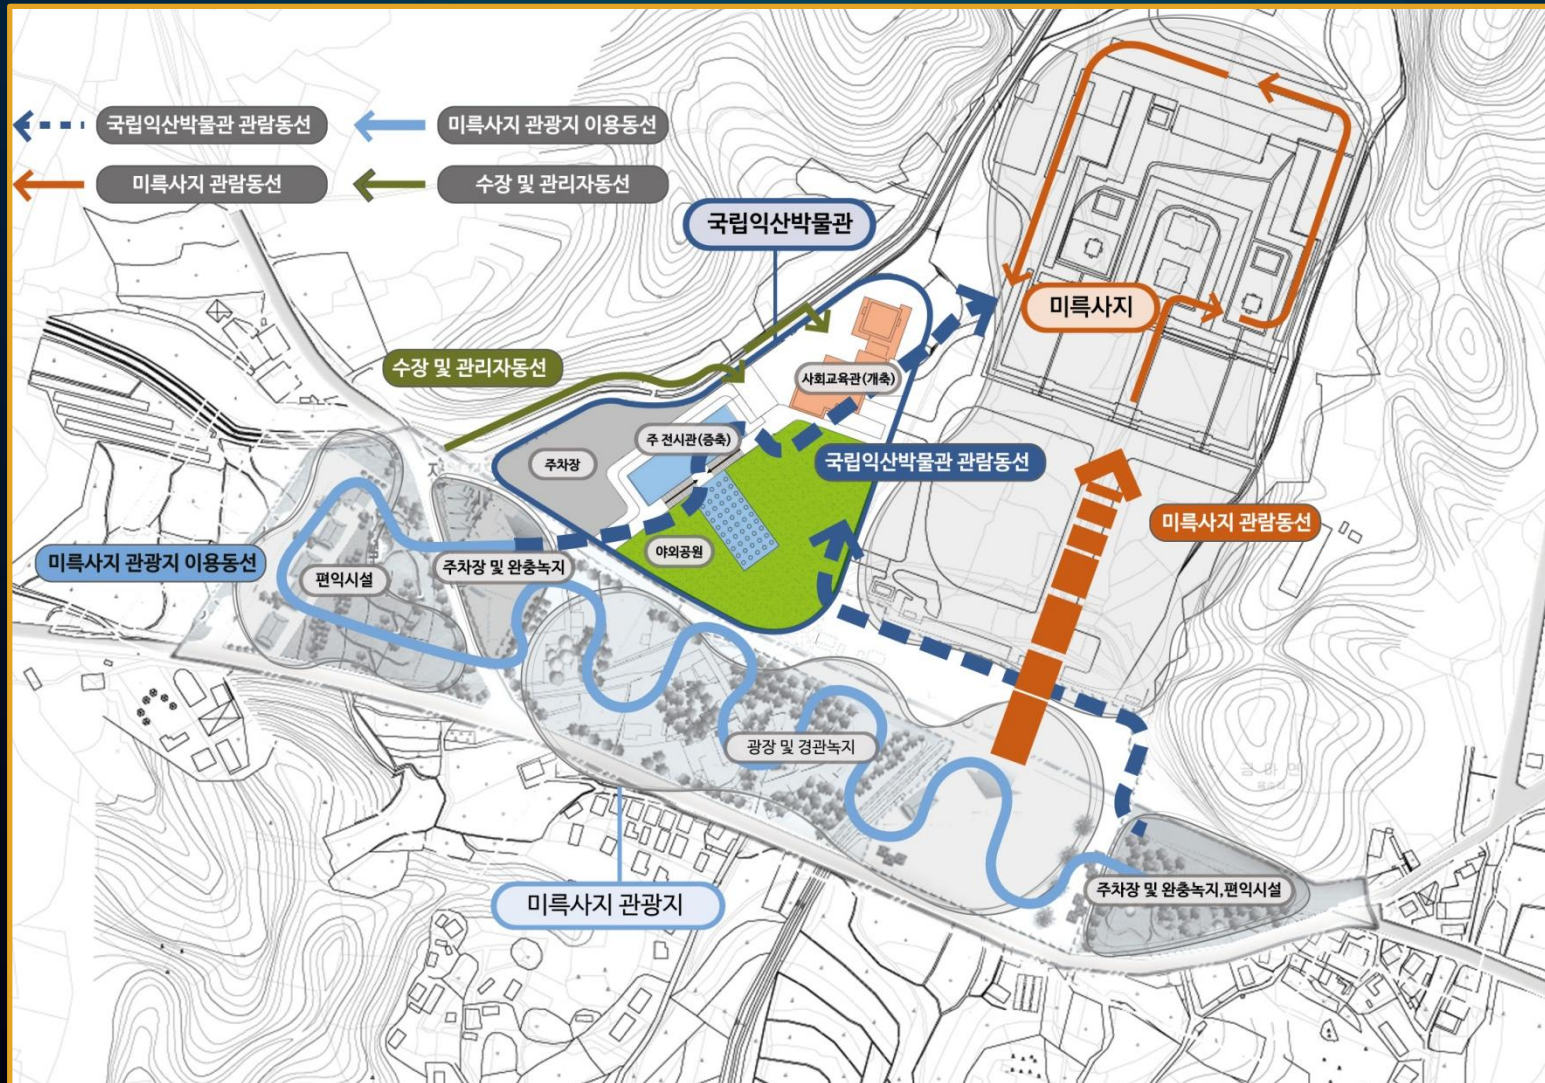 국립익산박물관 관람동선
미륵사지 관광지 이용동선
미륵사지 관람동선
수장 및 관리자동선
국립익산박물관
미륵사지
수장 및 관리자동선
사회교육관(개축)
주 전시관(증축)
주차장
국립익산박물관 관람동선
미륵사지 관람동선
야외공원
미륵사지 관광지 이용동선
편익시설
주차장 및 완충녹지
광장 및 경관녹지
금마면
주차장 및 완충녹지,편익시설
미륵사지 관광지